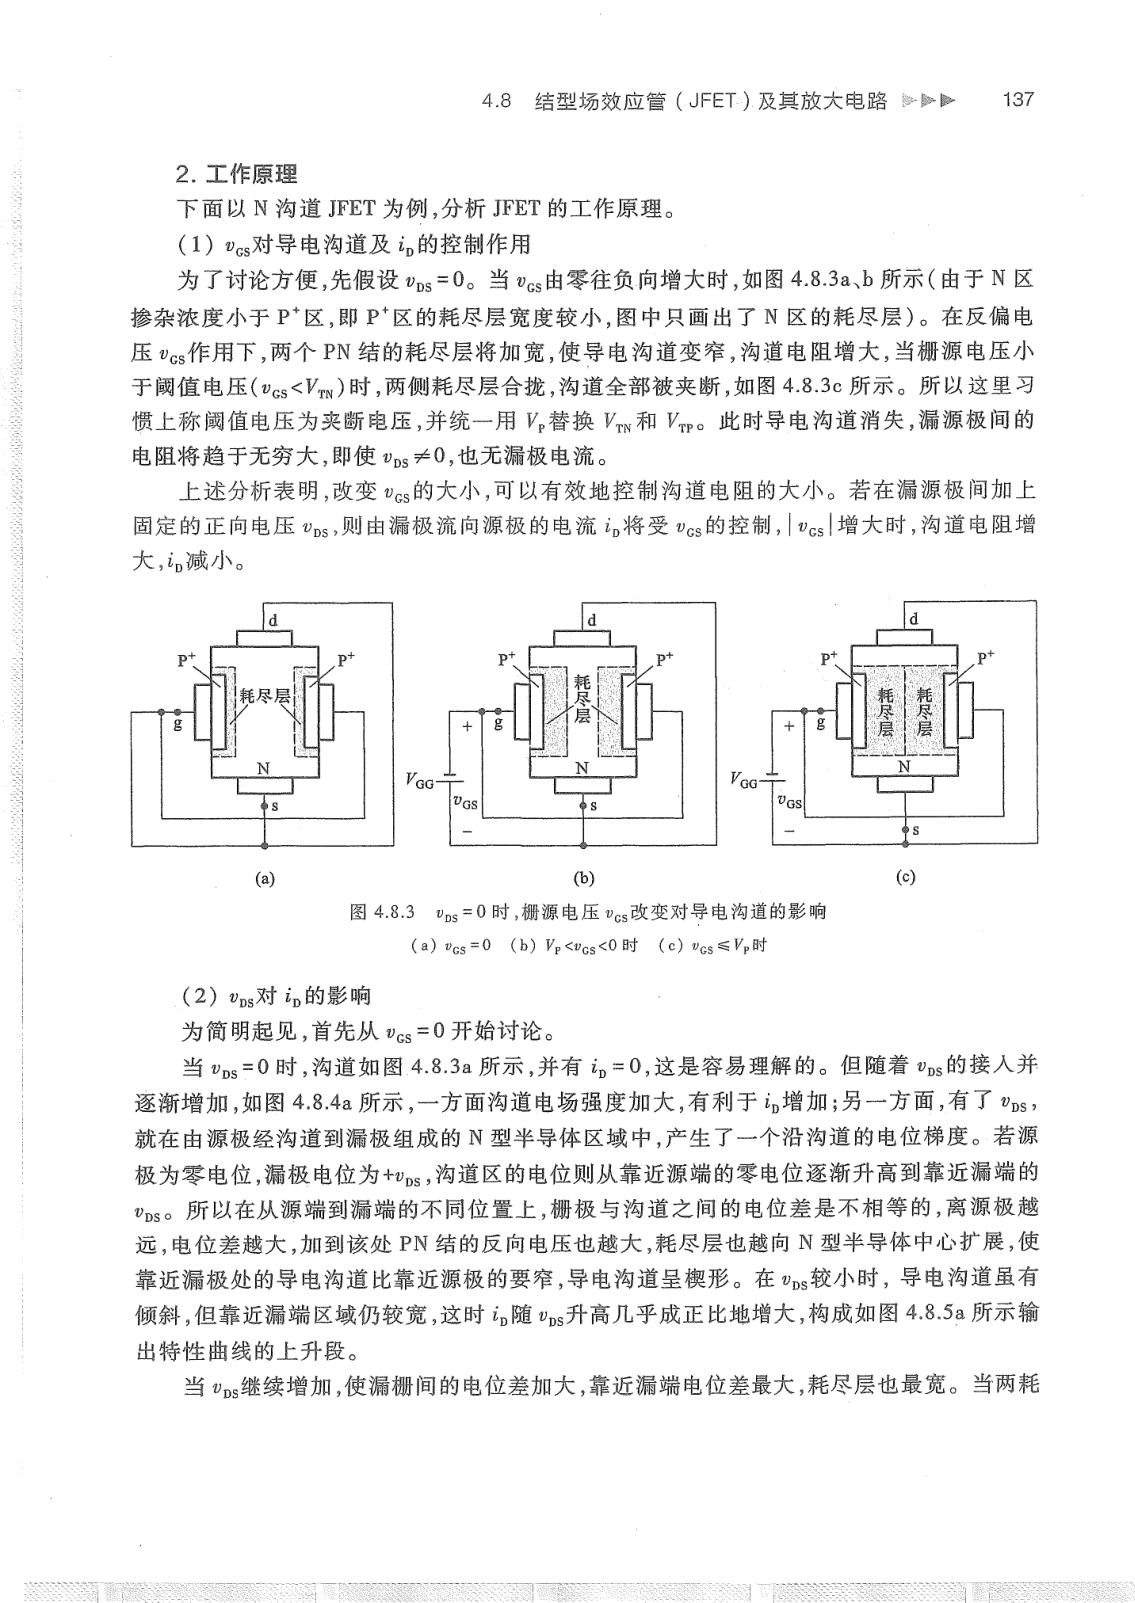 4.8 结型场效应管(JFET)及其放大电路 137
2. 工作原理
下面以 N 沟道 JFET 为例,分析 JFET 的工作原理。
(1) vGS对导电沟道及 iD的控制作用
为了讨论方便,先假设 vDS=0。当 vGS由零往负向增大时,如图 4.8.3a、b 所示(由于 N 区
掺杂浓度小于 P+区,即 P+区的耗尽层宽度较小,图中只画出了 N 区的耗尽层)。在反偏电
压 vGS作用下,两个 PN 结的耗尽层将加宽,使导电沟道变窄,沟道电阻增大,当栅源电压小
于阈值电压(vGS<VTN)时,两侧耗尽层合拢,沟道全部被夹断,如图 4.8.3c 所示。所以这里习
惯上称阈值电压为夹断电压,并统一用 VP替换 VTN和 VTP。此时导电沟道消失,漏源极间的
电阻将趋于无穷大,即使 vDS≠0,也无漏极电流。
上述分析表明,改变 vGS的大小,可以有效地控制沟道电阻的大小。若在漏源极间加上
固定的正向电压 vDS,则由漏极流向源极的电流 iD将受 vGS的控制,|vGS|增大时,沟道电阻增
大,iD减小。
d
P+
P+
耗尽层
g
N
s
(a)
d
P+
P+
耗尽层
+
g
N
VGG
vGS
s
−
(b)
d
P+
P+
耗尽层
耗尽层
+
g
N
VGG
vGS
s
−
(c)
图 4.8.3 vDS=0 时,栅源电压 vGS改变对导电沟道的影响
(a) vGS=0 (b) VP<vGS<0 时 (c) vGS≤VP时
(2) vDS对 iD的影响
为简明起见,首先从 vGS=0 开始讨论。
当 vDS=0 时,沟道如图 4.8.3a 所示,并有 iD=0,这是容易理解的。但随着 vDS的接入并
逐渐增加,如图 4.8.4a 所示,一方面沟道电场强度加大,有利于 iD增加;另一方面,有了 vDS,
就在由源极经沟道到漏极组成的 N 型半导体区域中,产生了一个沿沟道的电位梯度。若源
极为零电位,漏极电位为+vDS,沟道区的电位则从靠近源端的零电位逐渐升高到靠近漏端的
vDS。所以在从源端到漏端的不同位置上,栅极与沟道之间的电位差是不相等的,离源极越
远,电位差越大,加到该处 PN 结的反向电压也越大,耗尽层也越向 N 型半导体中心扩展,使
靠近漏极处的导电沟道比靠近源极的要窄,导电沟道呈楔形。在 vDS较小时, 导电沟道虽有
倾斜,但靠近漏端区域仍较宽,这时 iD随 vDS升高几乎成正比地增大,构成如图 4.8.5a 所示输
出特性曲线的上升段。
当 vDS继续增加,使漏栅间的电位差加大,靠近漏端电位差最大,耗尽层也最宽。当两耗